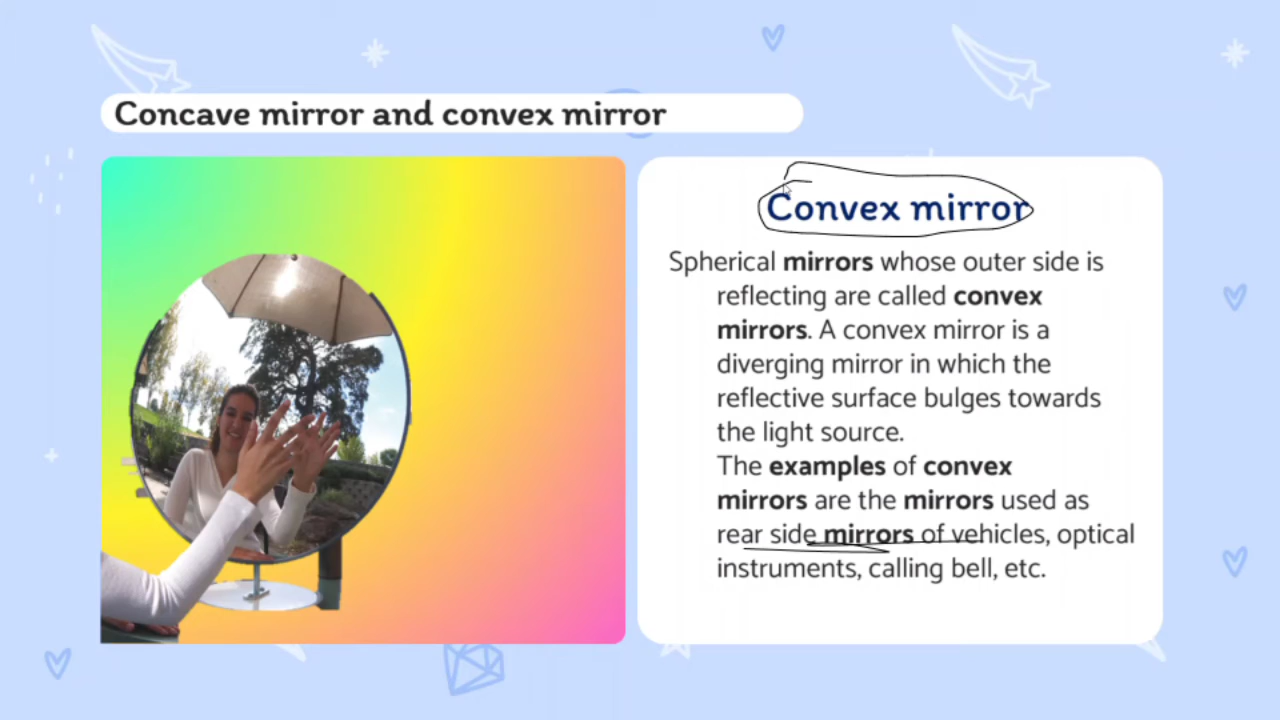 Concave mirror and convex mirror
Convex mirror
Spherical mirrors whose outer side is
reflecting are called convex
mirrors. A convex mirror is a
diverging mirror in which the
reflective surface bulges towards
the light source.
The examples of convex
mirrors are the mirrors used as
rear side mirrors of vehicles, optical
instruments, calling bell, etc.